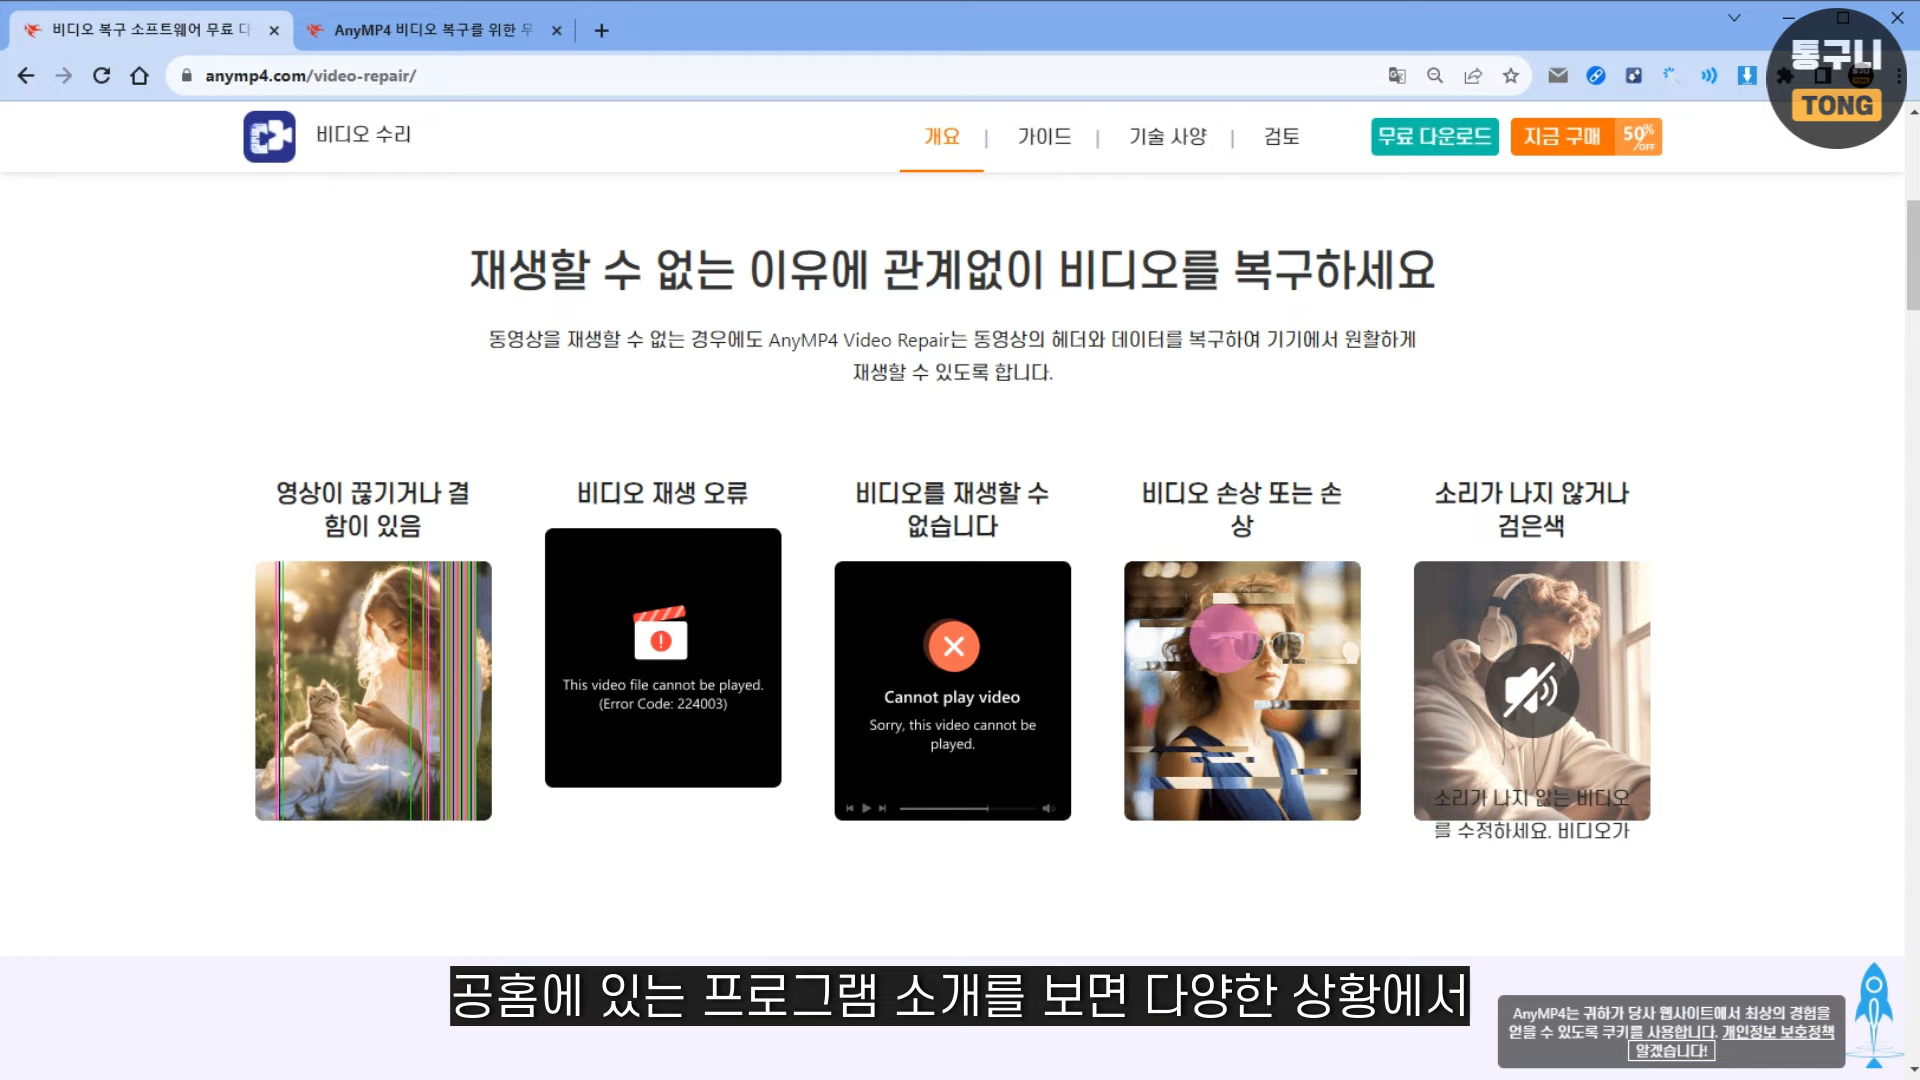 비디오 복구 소프트웨어 무료 다
AnyMP4 비디오 복구를 위한 무
anymp4.com/video-repair/
통구니
TONG
비디오 수리
개요 | 가이드 | 기술 사양 | 검토
무료 다운로드
지금 구매 50% OFF
재생할 수 없는 이유에 관계없이 비디오를 복구하세요
동영상을 재생할 수 없는 경우에도 AnyMP4 Video Repair는 동영상의 헤더와 데이터를 복구하여 기기에서 원활하게
재생할 수 있도록 합니다.
영상이 끊기거나 결
함이 있음
비디오 재생 오류
This video file cannot be played.
(Error Code: 224003)
비디오를 재생할 수
없습니다
Cannot play video
Sorry, this video cannot be
played.
비디오 손상 또는 손
상
소리가 나지 않거나
검은색
소리가 나지 않는 비디오
를 수정하세요. 비디오가
공홈에 있는 프로그램 소개를 보면 다양한 상황에서
AnyMP4는 귀하가 당사 웹사이트에서 최상의 경험을
얻을 수 있도록 쿠키를 사용합니다. 개인정보 보호정책
알겠습니다!